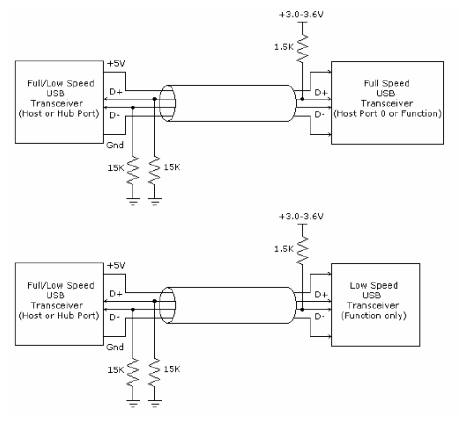 +3.0-3.6V
1.5K
+5V
Full/Low Speed
USB
Transceiver
(Host or Hub Port)
D+
D-
Gnd
15K
15K
Full Speed
USB
Transceiver
(Host Port 0 or Function)
D+
D-
+3.0-3.6V
1.5K
+5V
Full/Low Speed
USB
Transceiver
(Host or Hub Port)
D+
D-
Gnd
15K
15K
Low Speed
USB
Transceiver
(Function only)
D+
D-